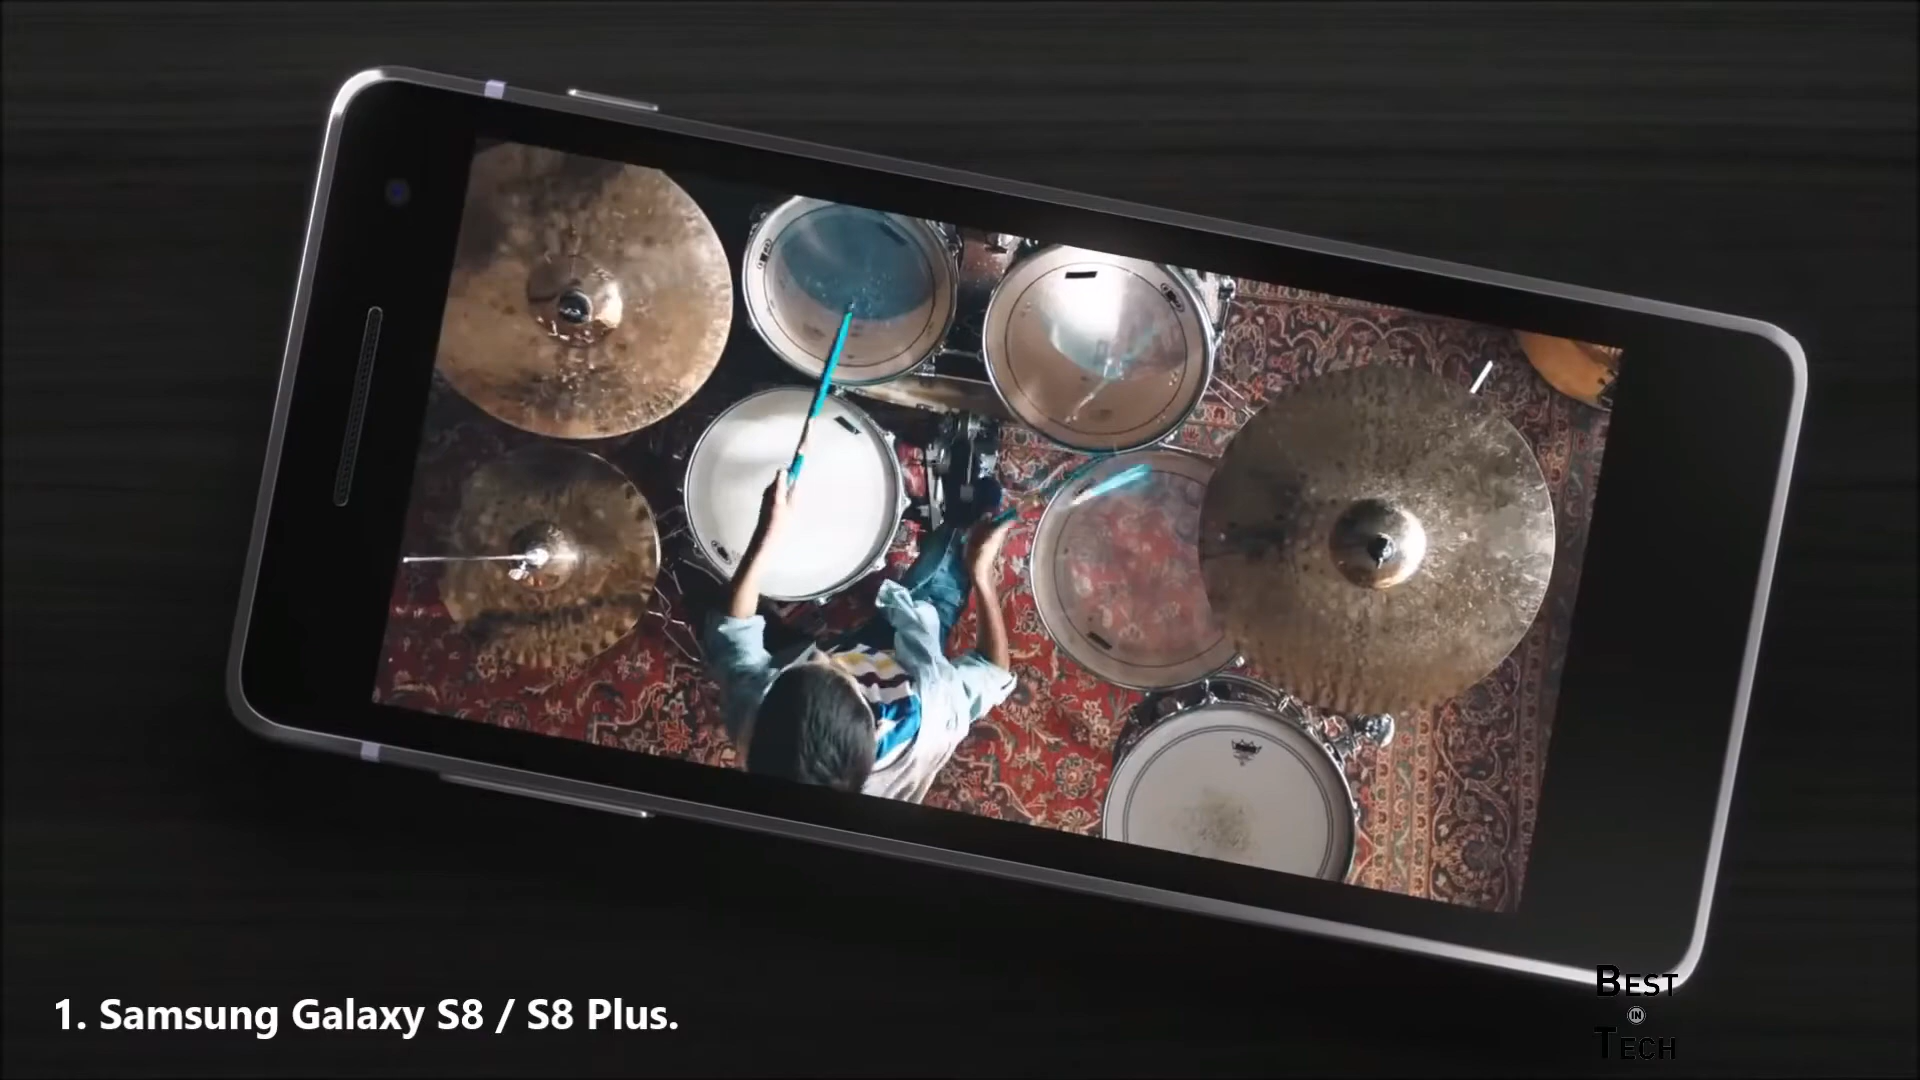 1. Samsung Galaxy S8 / S8 Plus.
BEST
IN
TECH